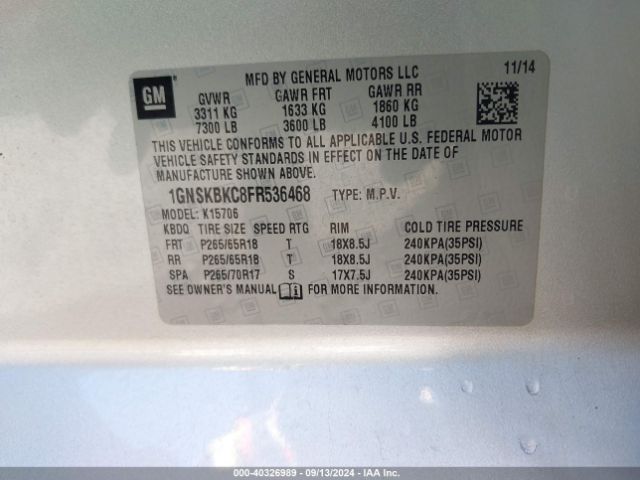 GM
MFD BY GENERAL MOTORS LLC 11/14
GVWR GAWR FRT GAWR RR
3311 KG 1633 KG 1860 KG
7300 LB 3600 LB 4100 LB
THIS VEHICLE CONFORMS TO ALL APPLICABLE U.S. FEDERAL MOTOR
VEHICLE SAFETY STANDARDS IN EFFECT ON THE DATE OF
MANUFACTURE SHOWN ABOVE.
1GNSKBKC8FR536468 TYPE: M.P.V.
MODEL: K15706
KBDQ TIRE SIZE SPEED RTG RIM COLD TIRE PRESSURE
FRT P265/65R18 T 18X8.5J 240KPA(35PSI)
RR P265/65R18 T 18X8.5J 240KPA(35PSI)
SPA P265/70R17 S 17X7.5J 240KPA(35PSI)
SEE OWNER'S MANUAL FOR MORE INFORMATION.
000-40326989 - 09/13/2024 - IAA Inc.